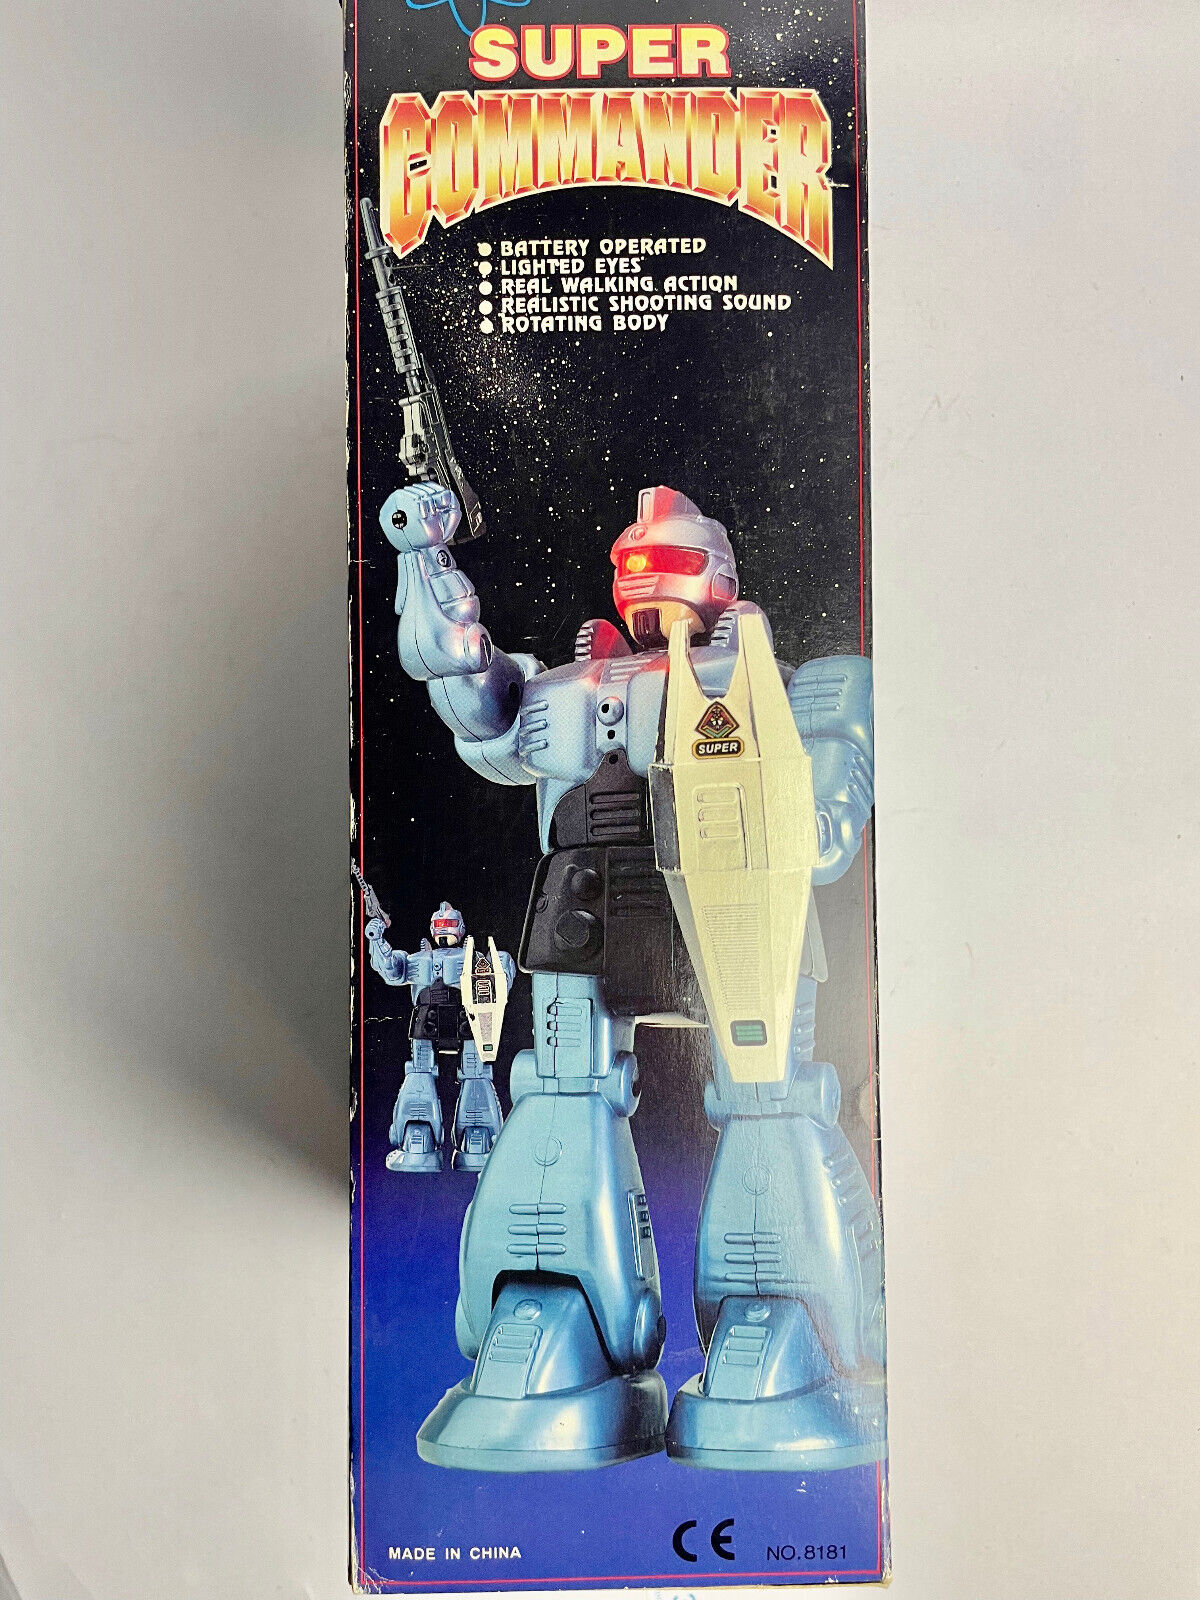 SUPER
COMMANDER
● BATTERY OPERATED
● LIGHTED EYES
● REAL WALKING ACTION
● REALISTIC SHOOTING SOUND
● ROTATING BODY
SUPER
MADE IN CHINA
CE
NO.8181